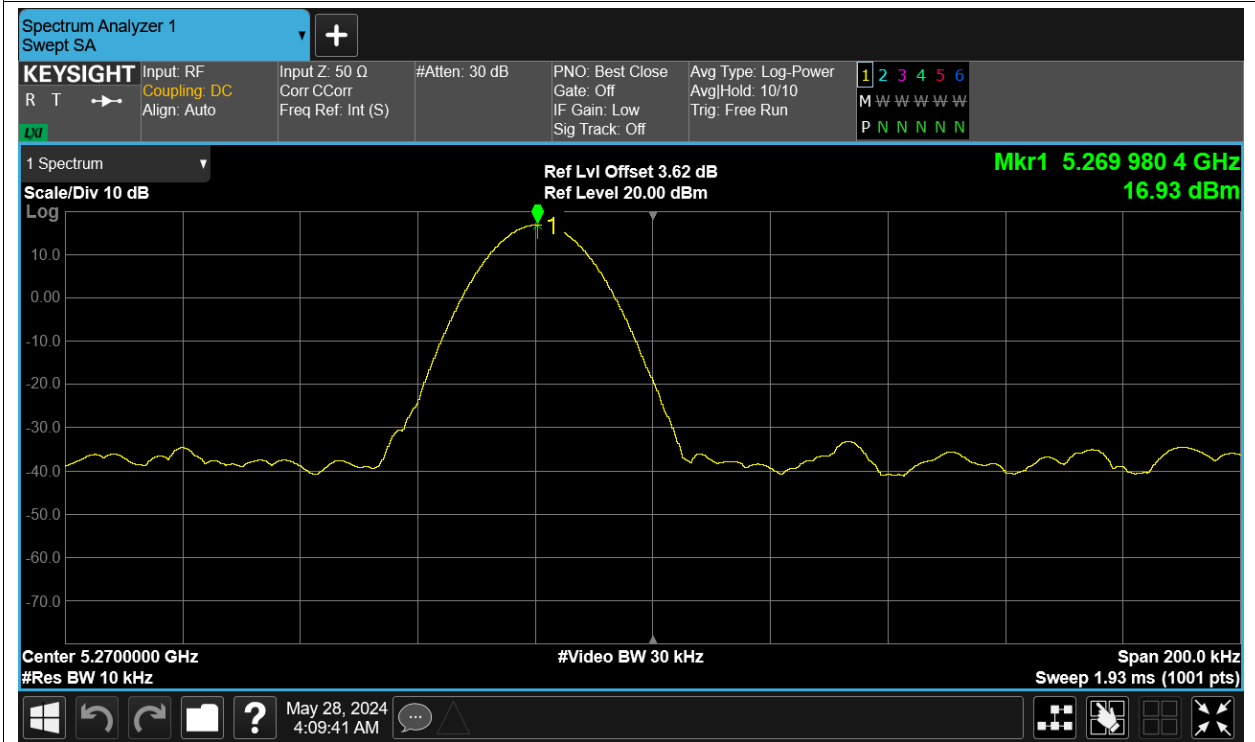 Spectrum Analyzer 1
Swept SA
+
KEYSIGHT
R T
LXI
Input: RF
Coupling: DC
Align: Auto
Input Z: 50 Ω
Corr CCorr
Freq Ref: Int (S)
#Atten: 30 dB
PNO: Best Close
Gate: Off
IF Gain: Low
Sig Track: Off
Avg Type: Log-Power
Avg|Hold: 10/10
Trig: Free Run
1 2 3 4 5 6
M W W W W W
P N N N N N
1 Spectrum
Scale/Div 10 dB
Ref Lvl Offset 3.62 dB
Ref Level 20.00 dBm
Mkr1 5.269 980 4 GHz
16.93 dBm
Log
1
10.0
0.00
-10.0
-20.0
-30.0
-40.0
-50.0
-60.0
-70.0
Center 5.2700000 GHz
#Res BW 10 kHz
#Video BW 30 kHz
Span 200.0 kHz
Sweep 1.93 ms (1001 pts)
?
May 28, 2024
4:09:41 AM
...